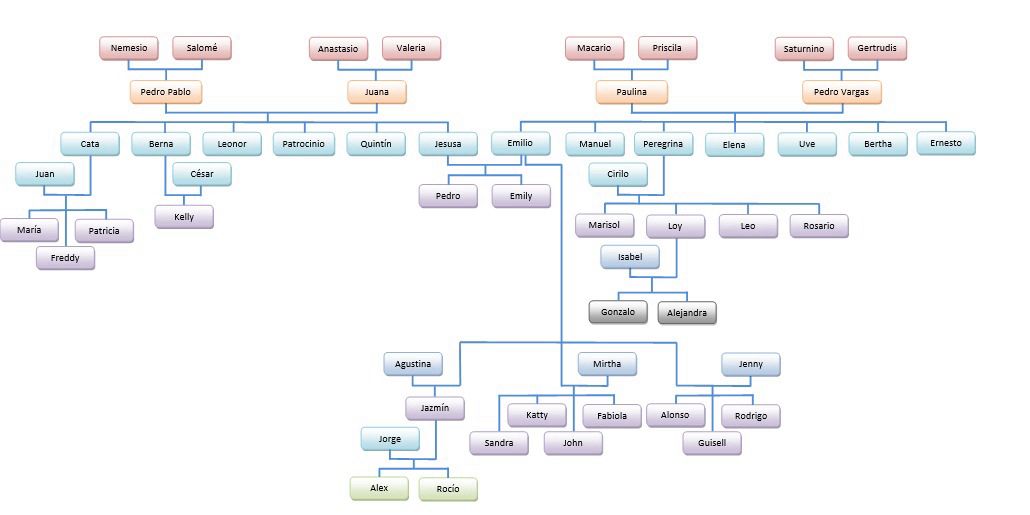 Nemesio
Salomé
Anastasio
Valeria
Macario
Priscila
Saturnino
Gertrudis
Pedro Pablo
Juana
Paulina
Pedro Vargas
Cata
Berna
Leonor
Patrocinio
Quintín
Jesusa
Emilio
Manuel
Peregrina
Elena
Uve
Bertha
Ernesto
Juan
César
Cirilo
Pedro
Emily
María
Patricia
Kelly
Freddy
Marisol
Loy
Leo
Rosario
Isabel
Gonzalo
Alejandra
Agustina
Mirtha
Jenny
Jazmín
Katty
Fabiola
Alonso
Rodrigo
Jorge
Sandra
John
Guisell
Alex
Rocío